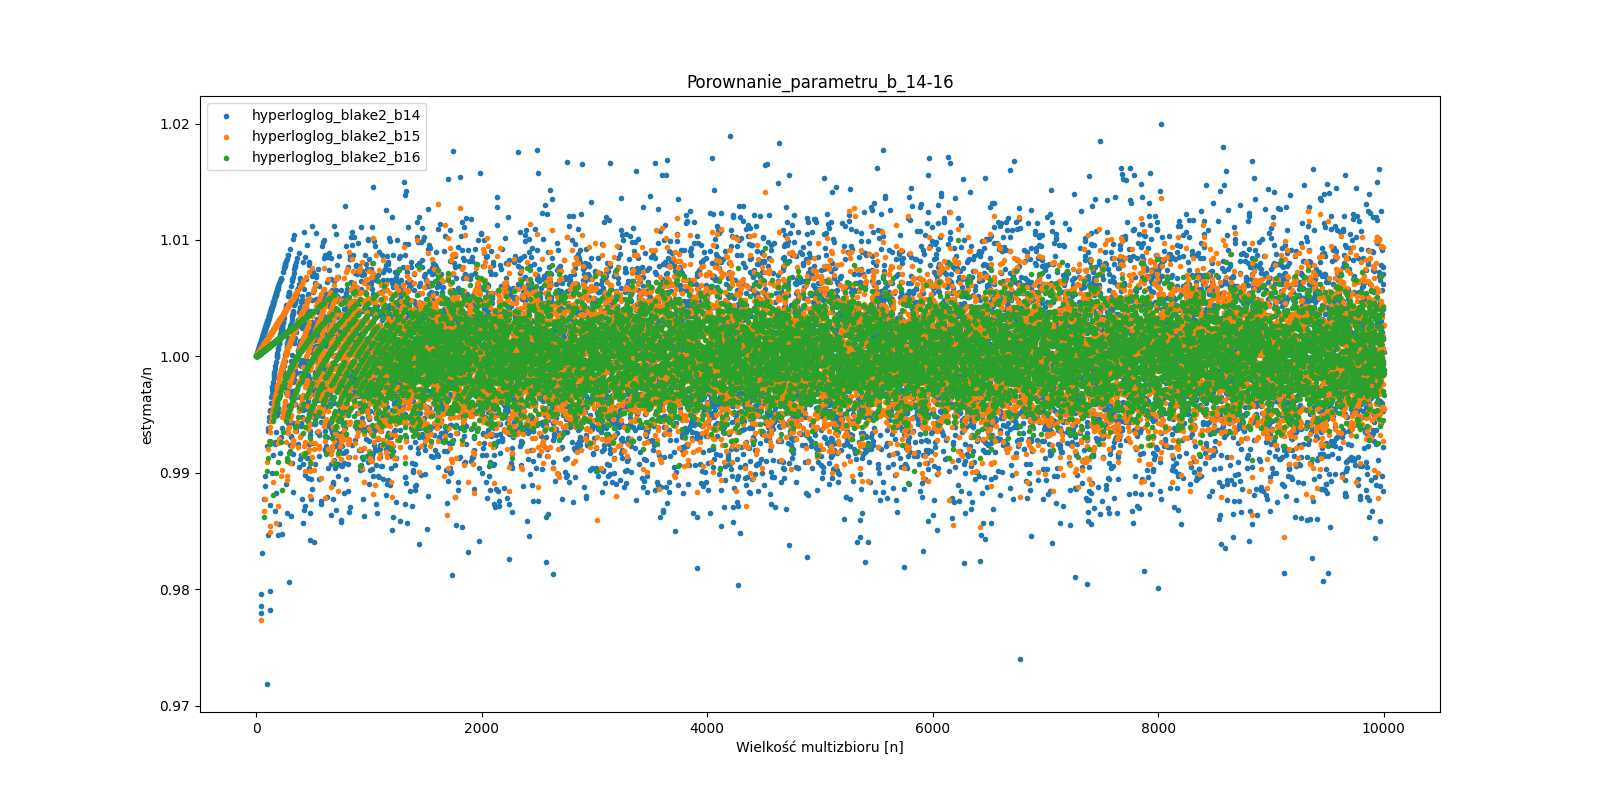 Porownanie_parametru_b_14-16
hyperloglog_blake2_b14
hyperloglog_blake2_b15
hyperloglog_blake2_b16
1.02
1.01
1.00
0.99
0.98
0.97
estymata/n
0 2000 4000 6000 8000 10000
Wielkość multizbioru [n]